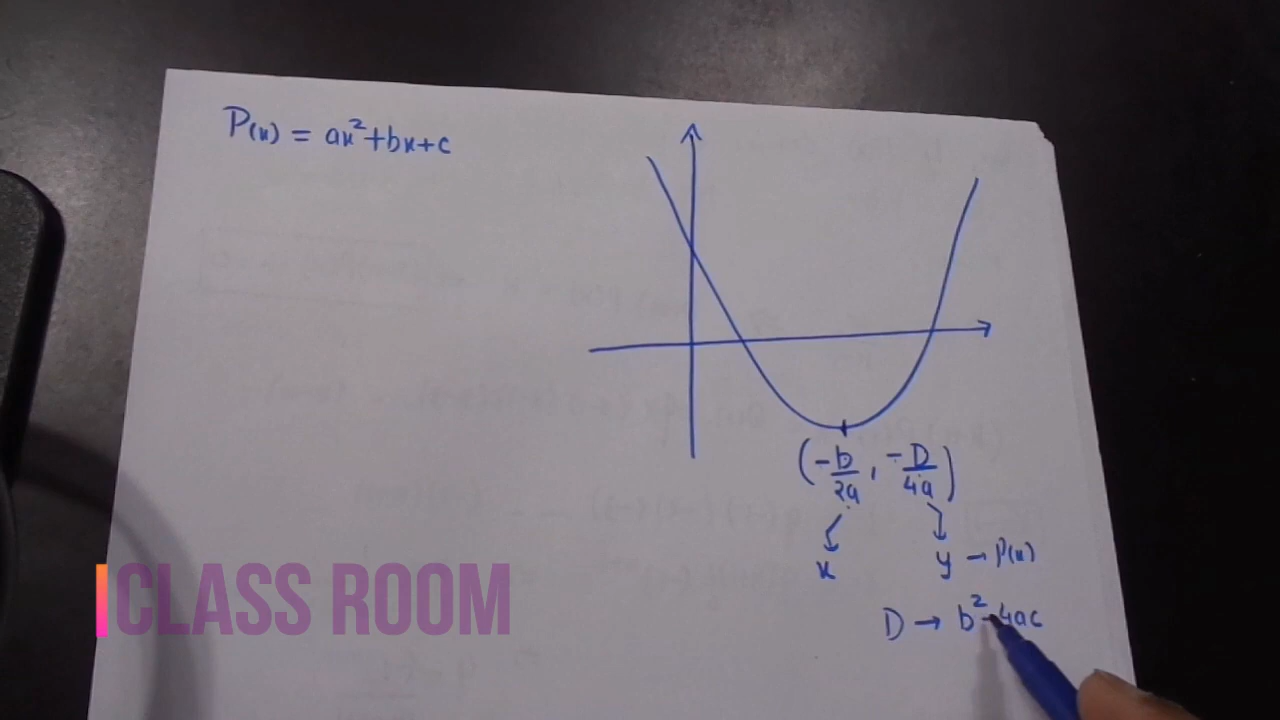 P(x) = ax²+bx+c
(-b/2a, -D/4a)
x
y → P(x)
D → b²-4ac
CLASS ROOM